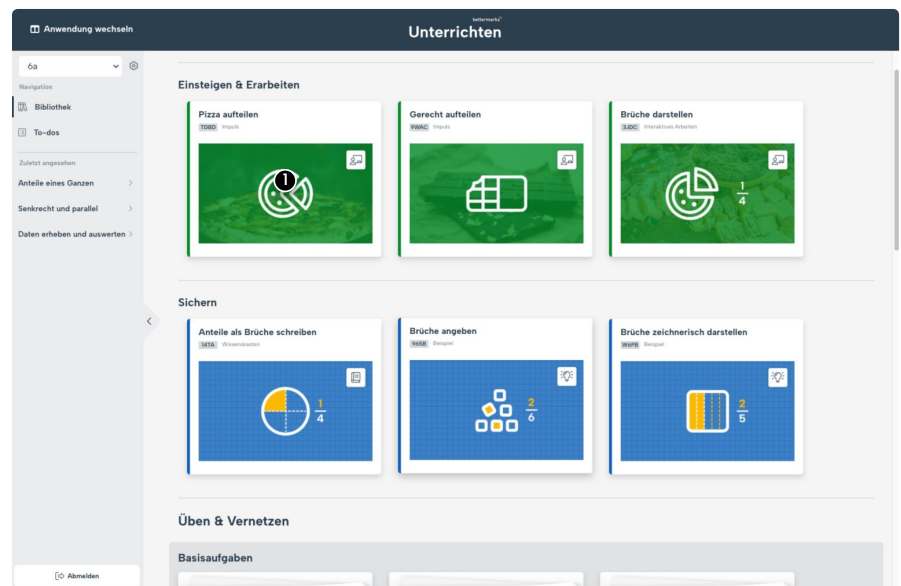 Anwendung wechseln
bettermarks
Unterrichten
6a
Navigation
Bibliothek
To-dos
Zuletzt angesehen
Anteile eines Ganzen
Senkrecht und parallel
Daten erheben und auswerten
Abmelden
Einsteigen & Erarbeiten
Pizza aufteilen
TDBD Impuls
1
Gerecht aufteilen
9WAC Impuls
Brüche darstellen
3JDC Interaktives Arbeiten
1
4
Sichern
Anteile als Brüche schreiben
I4TA Wissenskasten
1
4
Brüche angeben
965B Beispiel
2
6
Brüche zeichnerisch darstellen
W6PB Beispiel
2
5
Üben & Vernetzen
Basisaufgaben